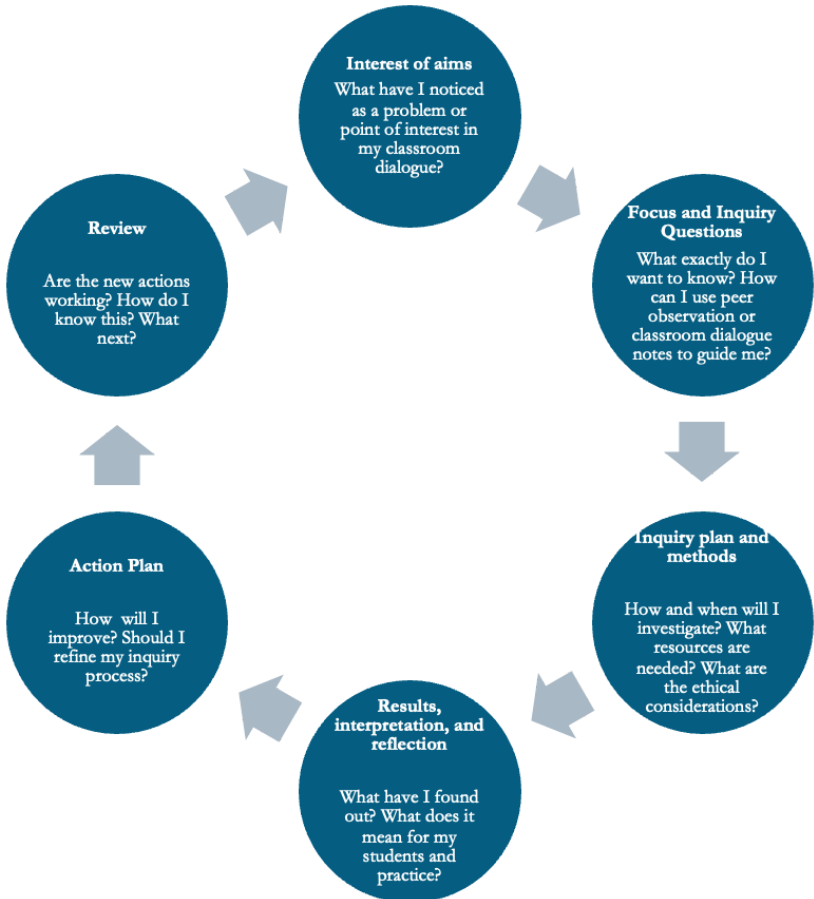 Interest of aims
What have I noticed
as a problem or
point of interest in
my classroom
dialogue?
Focus and Inquiry
Questions
What exactly do I
want to know? How
can I use peer
observation or
classroom dialogue
notes to guide me?
Inquiry plan and
methods
How and when will I
investigate? What
resources are
needed? What are
the ethical
considerations?
Results,
interpretation, and
reflection
What have I found
out? What does it
mean for my
students and
practice?
Action Plan
How will I
improve? Should I
refine my inquiry
process?
Review
Are the new actions
working? How do I
know this? What
next?